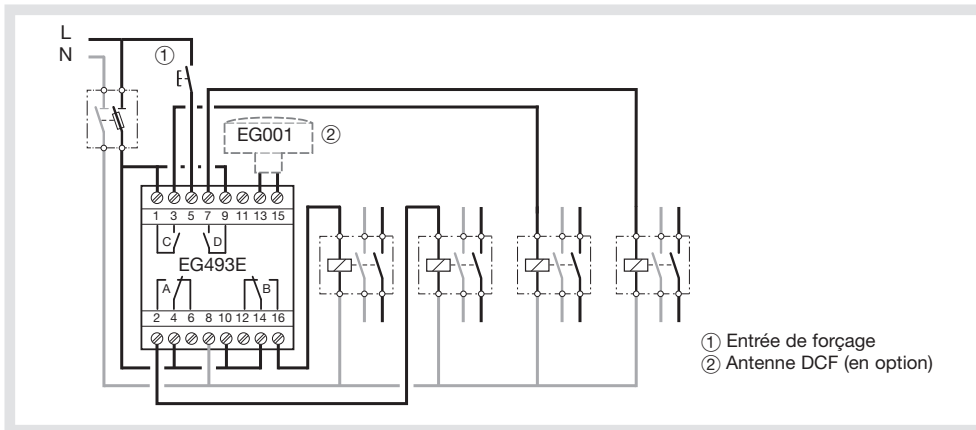 L
N
①
EG001
②
1 3 5 7 9 11 13 15
C D
EG493E
A B
2 4 6 8 10 12 14 16
① Entrée de forçage
② Antenne DCF (en option)